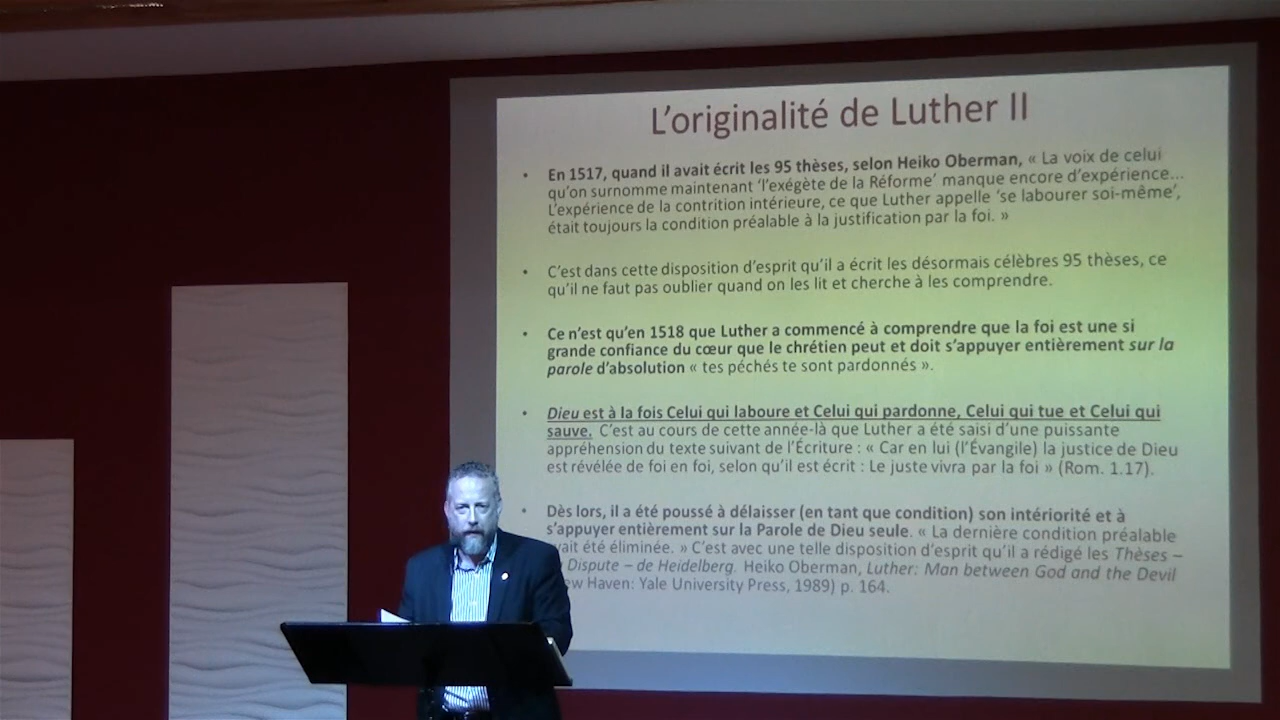 L'originalité de Luther II
• En 1517, quand il avait écrit les 95 thèses, selon Heiko Oberman, « La voix de celui
qu'on surnomme maintenant 'l'exégète de la Réforme' manque encore d'expérience...
L'expérience de la contrition intérieure, ce que Luther appelle 'se labourer soi-même',
était toujours la condition préalable à la justification par la foi. »
• C'est dans cette disposition d'esprit qu'il a écrit les désormais célèbres 95 thèses, ce
qu'il ne faut pas oublier quand on les lit et cherche à les comprendre.
• Ce n'est qu'en 1518 que Luther a commencé à comprendre que la foi est une si
grande confiance du cœur que le chrétien peut et doit s'appuyer entièrement sur la
parole d'absolution « tes péchés te sont pardonnés ».
• Dieu est à la fois Celui qui laboure et Celui qui pardonne, Celui qui tue et Celui qui
sauve. C'est au cours de cette année-là que Luther a été saisi d'une puissante
appréhension du texte suivant de l'Écriture : « Car en lui (l'Évangile) la justice de Dieu
est révélée de foi en foi, selon qu'il est écrit : Le juste vivra par la foi » (Rom. 1.17).
• Dès lors, il a été poussé à délaisser (en tant que condition) son intériorité et à
s'appuyer entièrement sur la Parole de Dieu seule. « La dernière condition préalable
été éliminée. » C'est avec une telle disposition d'esprit qu'il a rédigé les Thèses –
Dispute – de Heidelberg. Heiko Oberman, Luther: Man between God and the Devil
Haven: Yale University Press, 1989) p. 164.